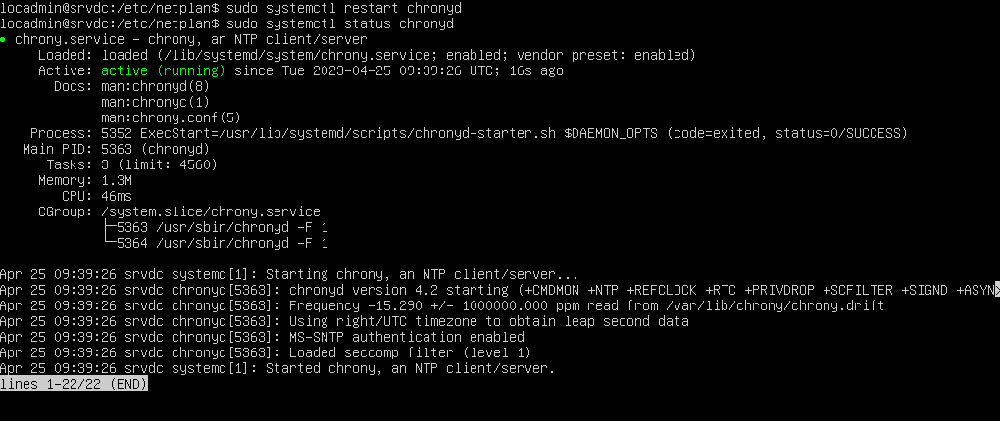 locadmin@srvdc:/etc/netplan$ sudo systemctl restart chronyd
locadmin@srvdc:/etc/netplan$ sudo systemctl status chronyd
● chrony.service - chrony, an NTP client/server
     Loaded: loaded (/lib/systemd/system/chrony.service; enabled; vendor preset: enabled)
     Active: active (running) since Tue 2023-04-25 09:39:26 UTC; 16s ago
       Docs: man:chronyd(8)
             man:chronyc(1)
             man:chrony.conf(5)
    Process: 5352 ExecStart=/usr/lib/systemd/scripts/chronyd-starter.sh $DAEMON_OPTS (code=exited, status=0/SUCCESS)
   Main PID: 5363 (chronyd)
      Tasks: 3 (limit: 4560)
     Memory: 1.3M
        CPU: 46ms
     CGroup: /system.slice/chrony.service
             ├─5363 /usr/sbin/chronyd -F 1
             └─5364 /usr/sbin/chronyd -F 1

Apr 25 09:39:26 srvdc systemd[1]: Starting chrony, an NTP client/server...
Apr 25 09:39:26 srvdc chronyd[5363]: chronyd version 4.2 starting (+CMDMON +NTP +REFCLOCK +RTC +PRIVDROP +SCFILTER +SIGND +ASYN>
Apr 25 09:39:26 srvdc chronyd[5363]: Frequency -15.290 +/- 1000000.000 ppm read from /var/lib/chrony/chrony.drift
Apr 25 09:39:26 srvdc chronyd[5363]: Using right/UTC timezone to obtain leap second data
Apr 25 09:39:26 srvdc chronyd[5363]: MS-SNTP authentication enabled
Apr 25 09:39:26 srvdc chronyd[5363]: Loaded seccomp filter (level 1)
Apr 25 09:39:26 srvdc systemd[1]: Started chrony, an NTP client/server.
lines 1-22/22 (END)